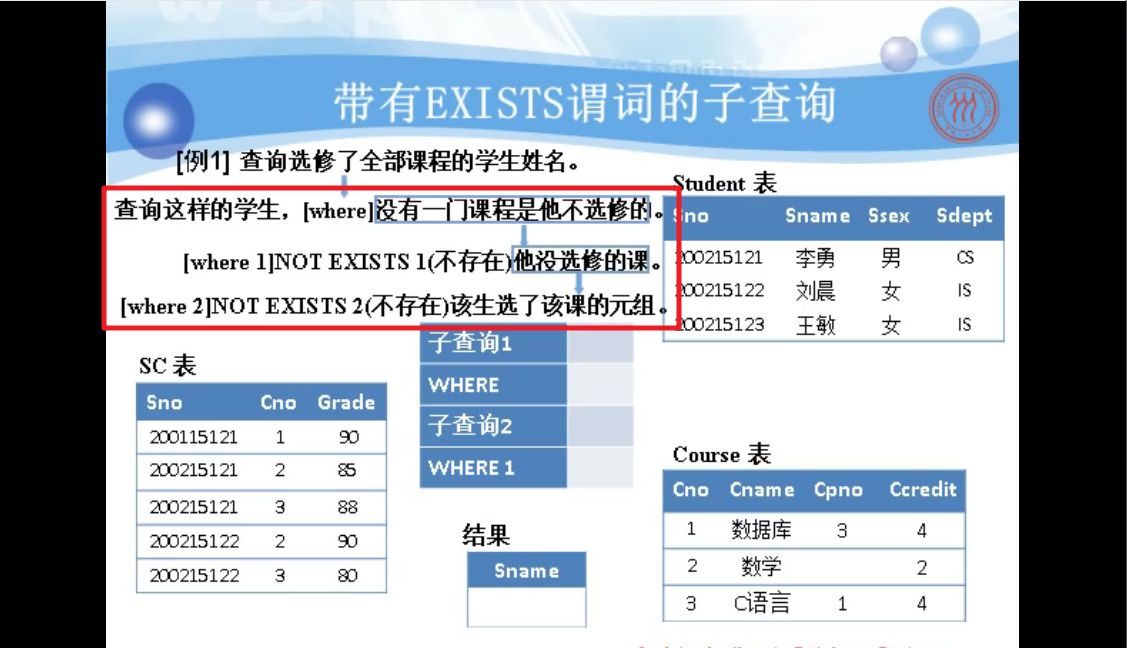 带有EXISTS谓词的子查询
[例1] 查询选修了全部课程的学生姓名。
查询这样的学生，[where]没有一门课程是他不选修的。
[where 1]NOT EXISTS 1(不存在)他没选修的课。
[where 2]NOT EXISTS 2(不存在)该生选了该课的元组。
Student 表
Sno Sname Ssex Sdept
200215121 李勇 男 CS
200215122 刘晨 女 IS
200215123 王敏 女 IS
子查询1
WHERE
子查询2
WHERE 1
SC 表
Sno Cno Grade
200115121 1 90
200215121 2 85
200215121 3 88
200215122 2 90
200215122 3 80
结果
Sname
Course 表
Cno Cname Cpno Ccredit
1 数据库 3 4
2 数学 2
3 C语言 1 4